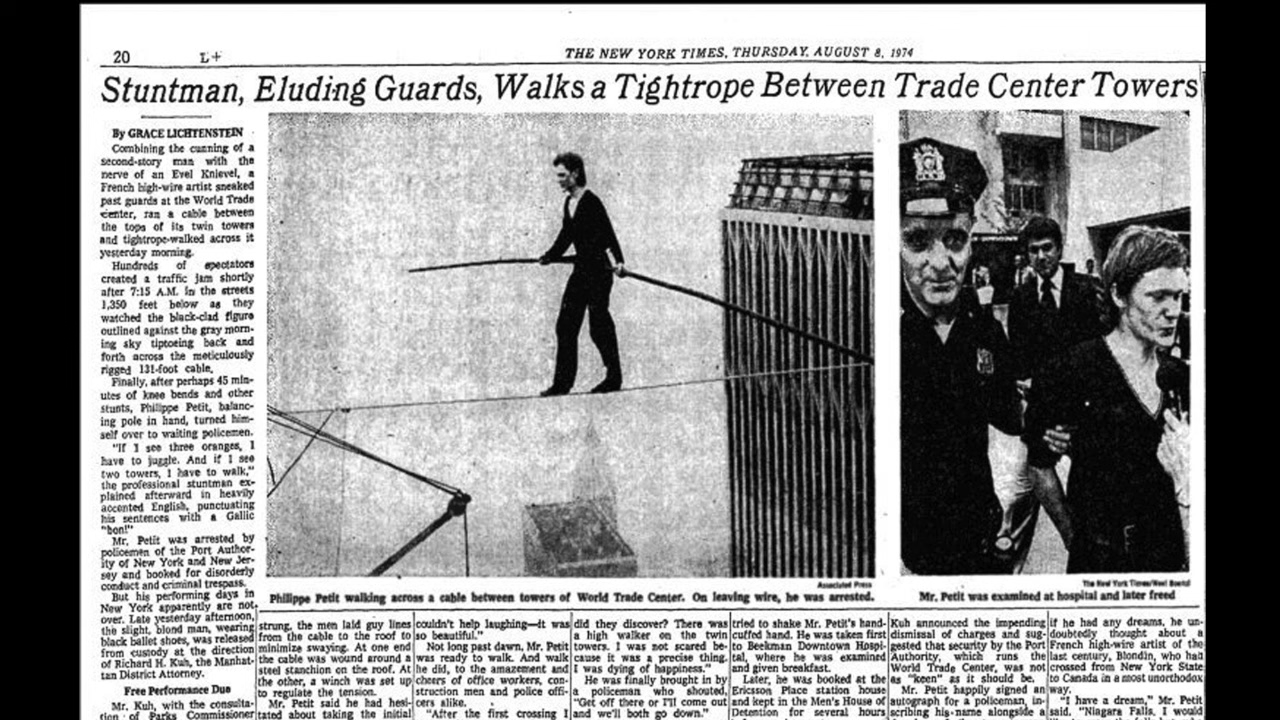 20 L+ THE NEW YORK TIMES, THURSDAY, AUGUST 8, 1974
Stuntman, Eluding Guards, Walks a Tightrope Between Trade Center Towers
By GRACE LICHTENSTEIN
Combining the cunning of a
second-story man with the
nerve of an Evel Knievel, a
French high-wire artist sneaked
past guards at the World Trade
Center, ran a cable between
the tops of its twin towers
and tightrope-walked across it
yesterday morning.
Hundreds of spectators
created a traffic jam shortly
after 7:15 A.M. in the streets
1,350 feet below as they
watched the black-clad figure
outlined against the gray morn-
ing sky tiptoeing back and
forth across the meticulously
rigged 131-foot cable.
Finally, after perhaps 45 min-
utes of knee bends and other
stunts, Philippe Petit, balanc-
ing pole in hand, turned him-
self over to waiting policemen.
"If I see three oranges, I
have to juggle. And if I see
two towers, I have to walk,"
the professional stuntman ex-
plained afterward in heavily
accented English, punctuating
his sentences with a Gallic
"bon!"
Mr. Petit was arrested by
policemen of the Port Author-
ity of New York and New Jer-
sey and booked for disorderly
conduct and criminal trespass.
But his performing days in
New York apparently are not
over. Late yesterday afternoon,
the slight, blond man, wearing
black ballet shoes, was released
from custody at the direction
of Richard H. Kuh, the Manhat-
tan District Attorney.
Free Performance Due
Mr. Kuh, with the consulta-
tion of Parks Commissioner
Associated Press
Philippe Petit walking across a cable between towers of World Trade Center. On leaving wire, he was arrested.
The New York Times/Neal Boenzi
Mr. Petit was examined at hospital and later freed
strung, the men laid guy lines
from the cable to the roof to
minimize swaying. At one end
the cable was wound around a
steel stanchion on the roof. At
the other, a winch was set up
to regulate the tension.
Mr. Petit said he had hesi-
tated about taking the initial
couldn't help laughing—it was
so beautiful."
Not long past dawn, Mr. Petit
was ready to walk. And walk
he did, to the amazement and
cheers of office workers, con-
struction men and police offi-
cers alike.
"After the first crossing I
did they discover? There was
a high walker on the twin
towers. I was not scared be-
cause it was a precise thing.
I was dying of happiness."
He was finally brought in by
a policeman who shouted,
"Get off there or I'll come out
and we'll both go down."
tried to shake Mr. Petit's hand-
cuffed hand. He was taken first
to Beekman Downtown Hospi-
tal, where he was examined
and given breakfast.
Later, he was booked at the
Ericsson Place station house
and kept in the Men's House of
Detention for several hours
Kuh announced the impending
dismissal of charges and sug-
gested that security by the Port
Authority, which runs the
World Trade Center, was not
as "keen" as it should be.
Mr. Petit happily signed an
autograph for a policeman, in-
scribing his name alongside a
if he had any dreams, he un-
doubtedly thought about a
French high-wire artist of the
last century, Blondin, who had
crossed from New York State
to Canada in a most unorthodox
way.
"I have a dream," Mr. Petit
said. "Niagara Falls. I would